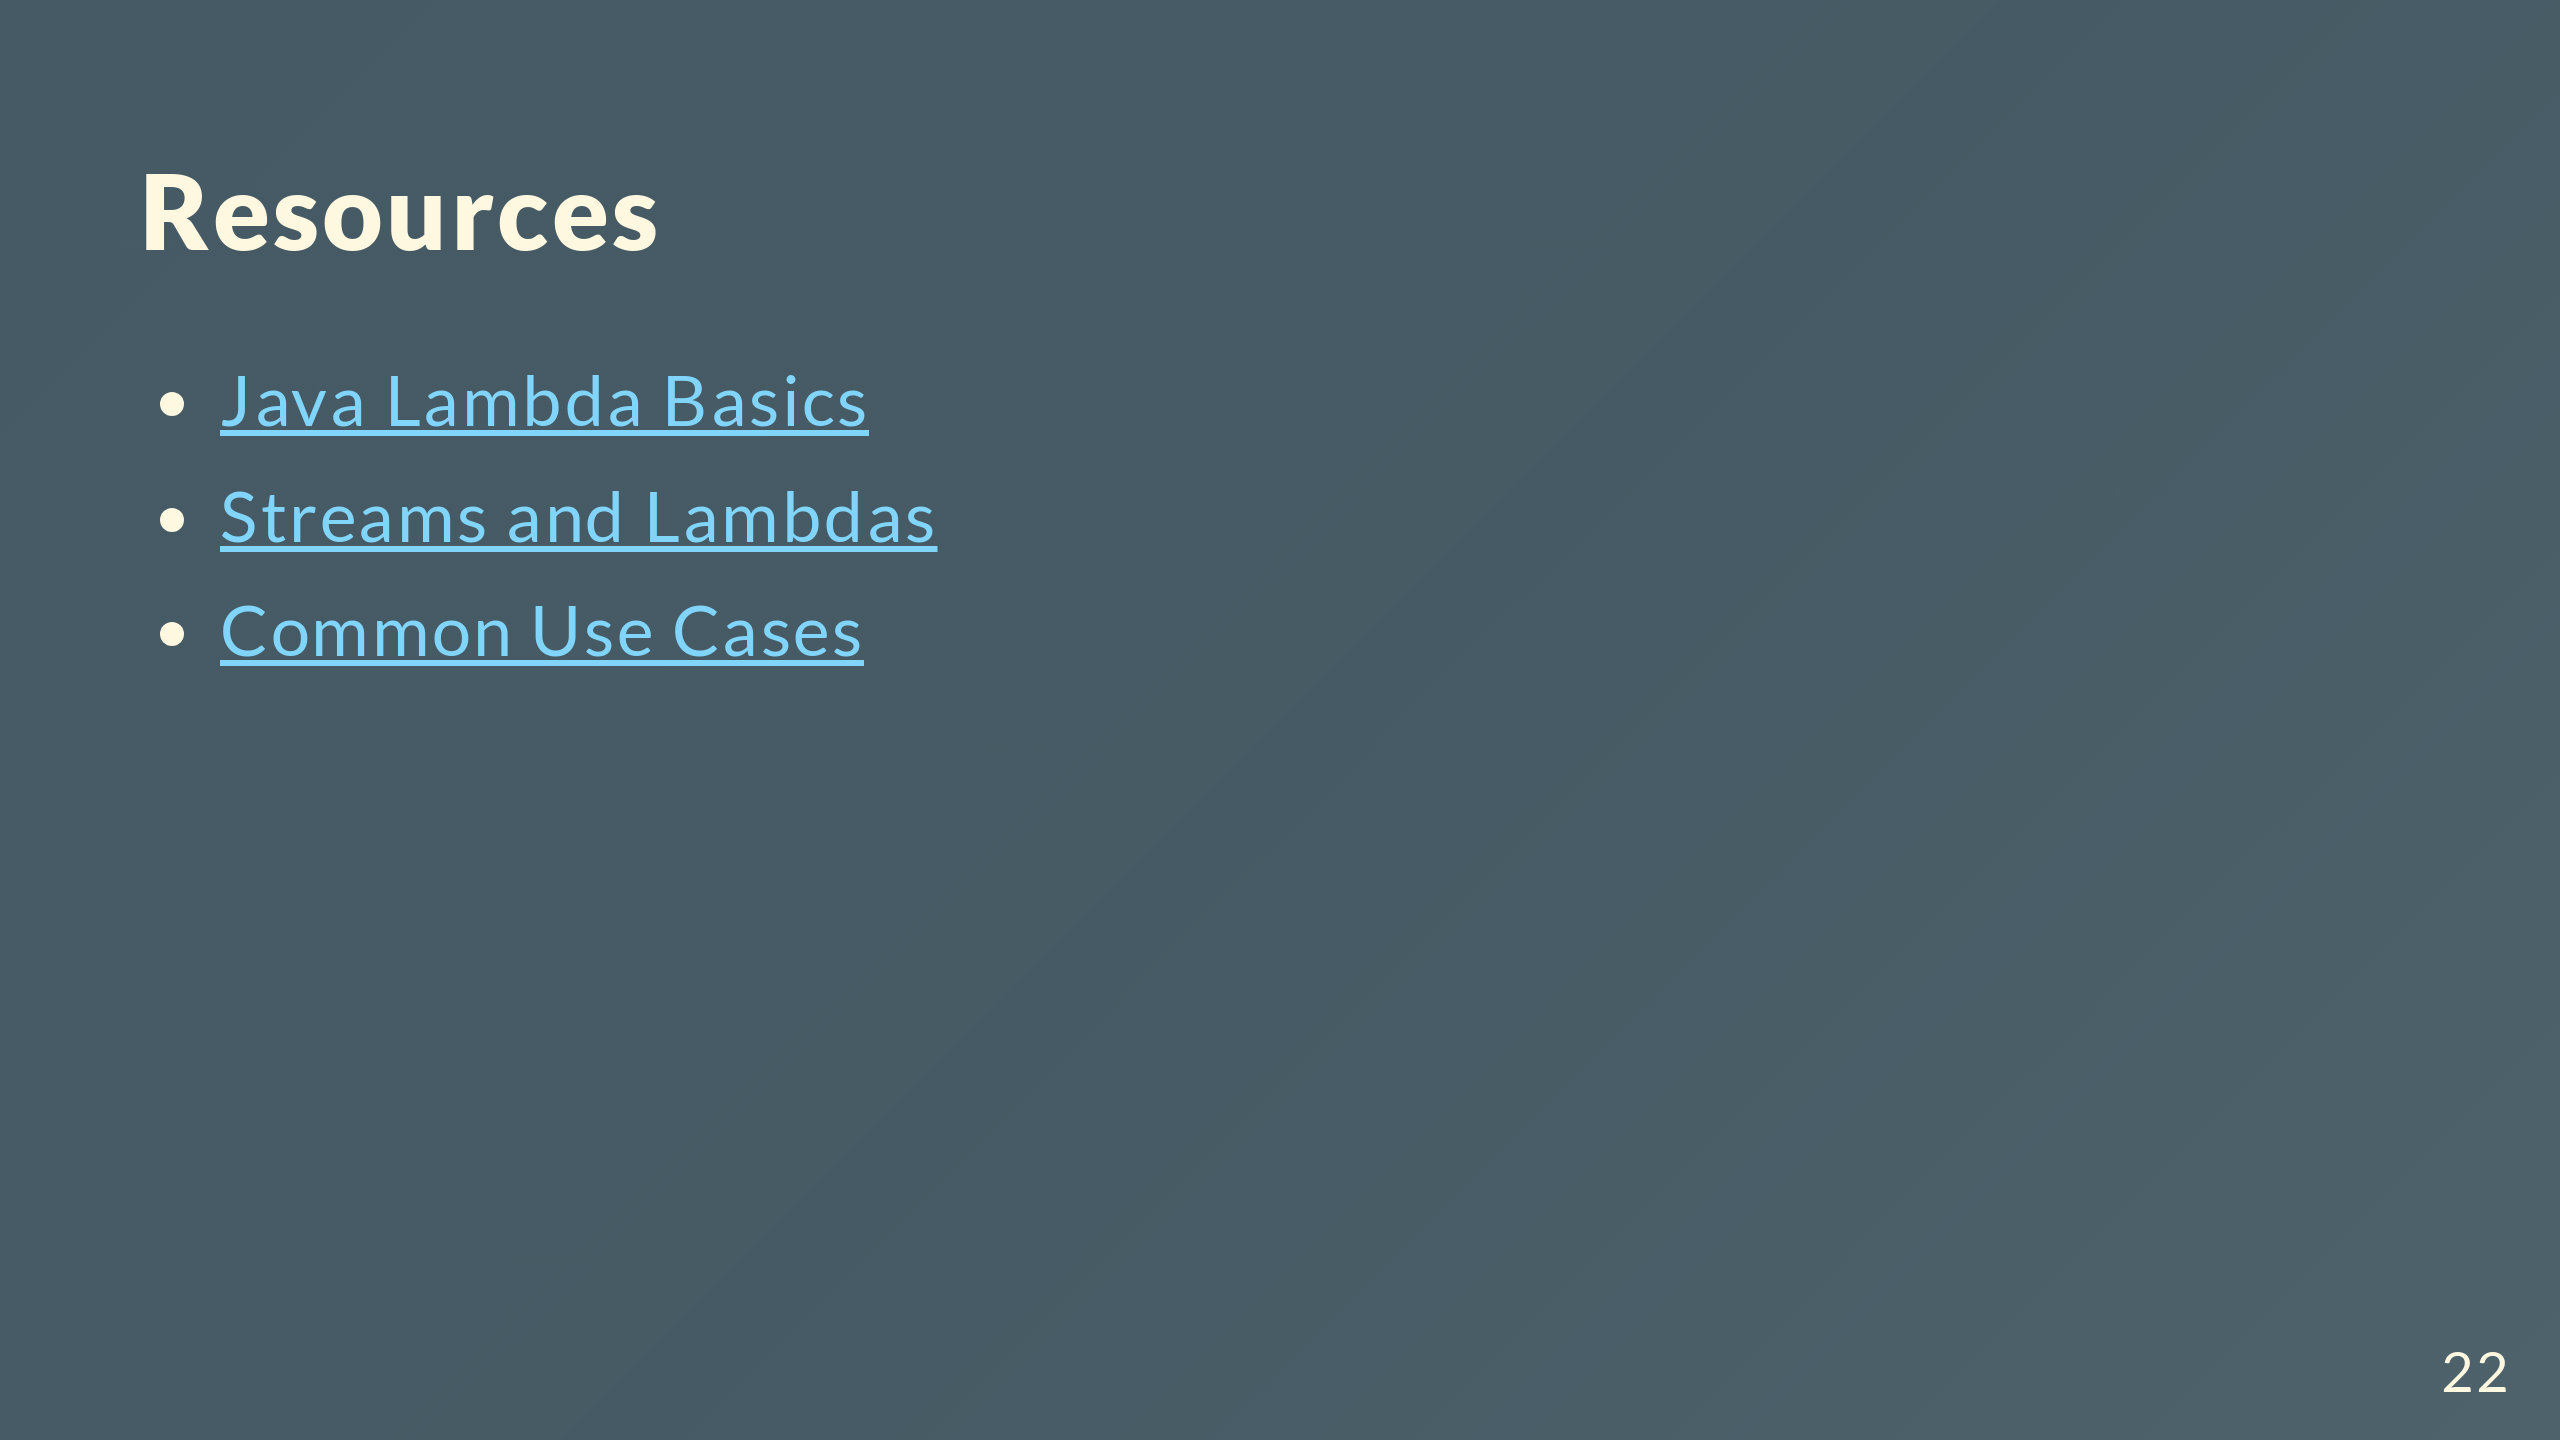 Resources
Java Lambda Basics
Streams and Lambdas
Common Use Cases
22